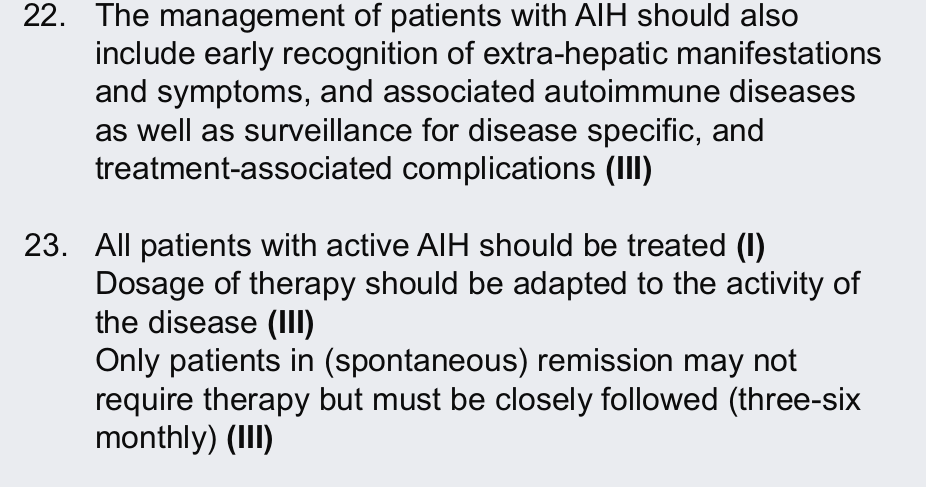 22. The management of patients with AIH should also
include early recognition of extra-hepatic manifestations
and symptoms, and associated autoimmune diseases
as well as surveillance for disease specific, and
treatment-associated complications (III)
23. All patients with active AIH should be treated (I)
Dosage of therapy should be adapted to the activity of
the disease (III)
Only patients in (spontaneous) remission may not
require therapy but must be closely followed (three-six
monthly) (III)